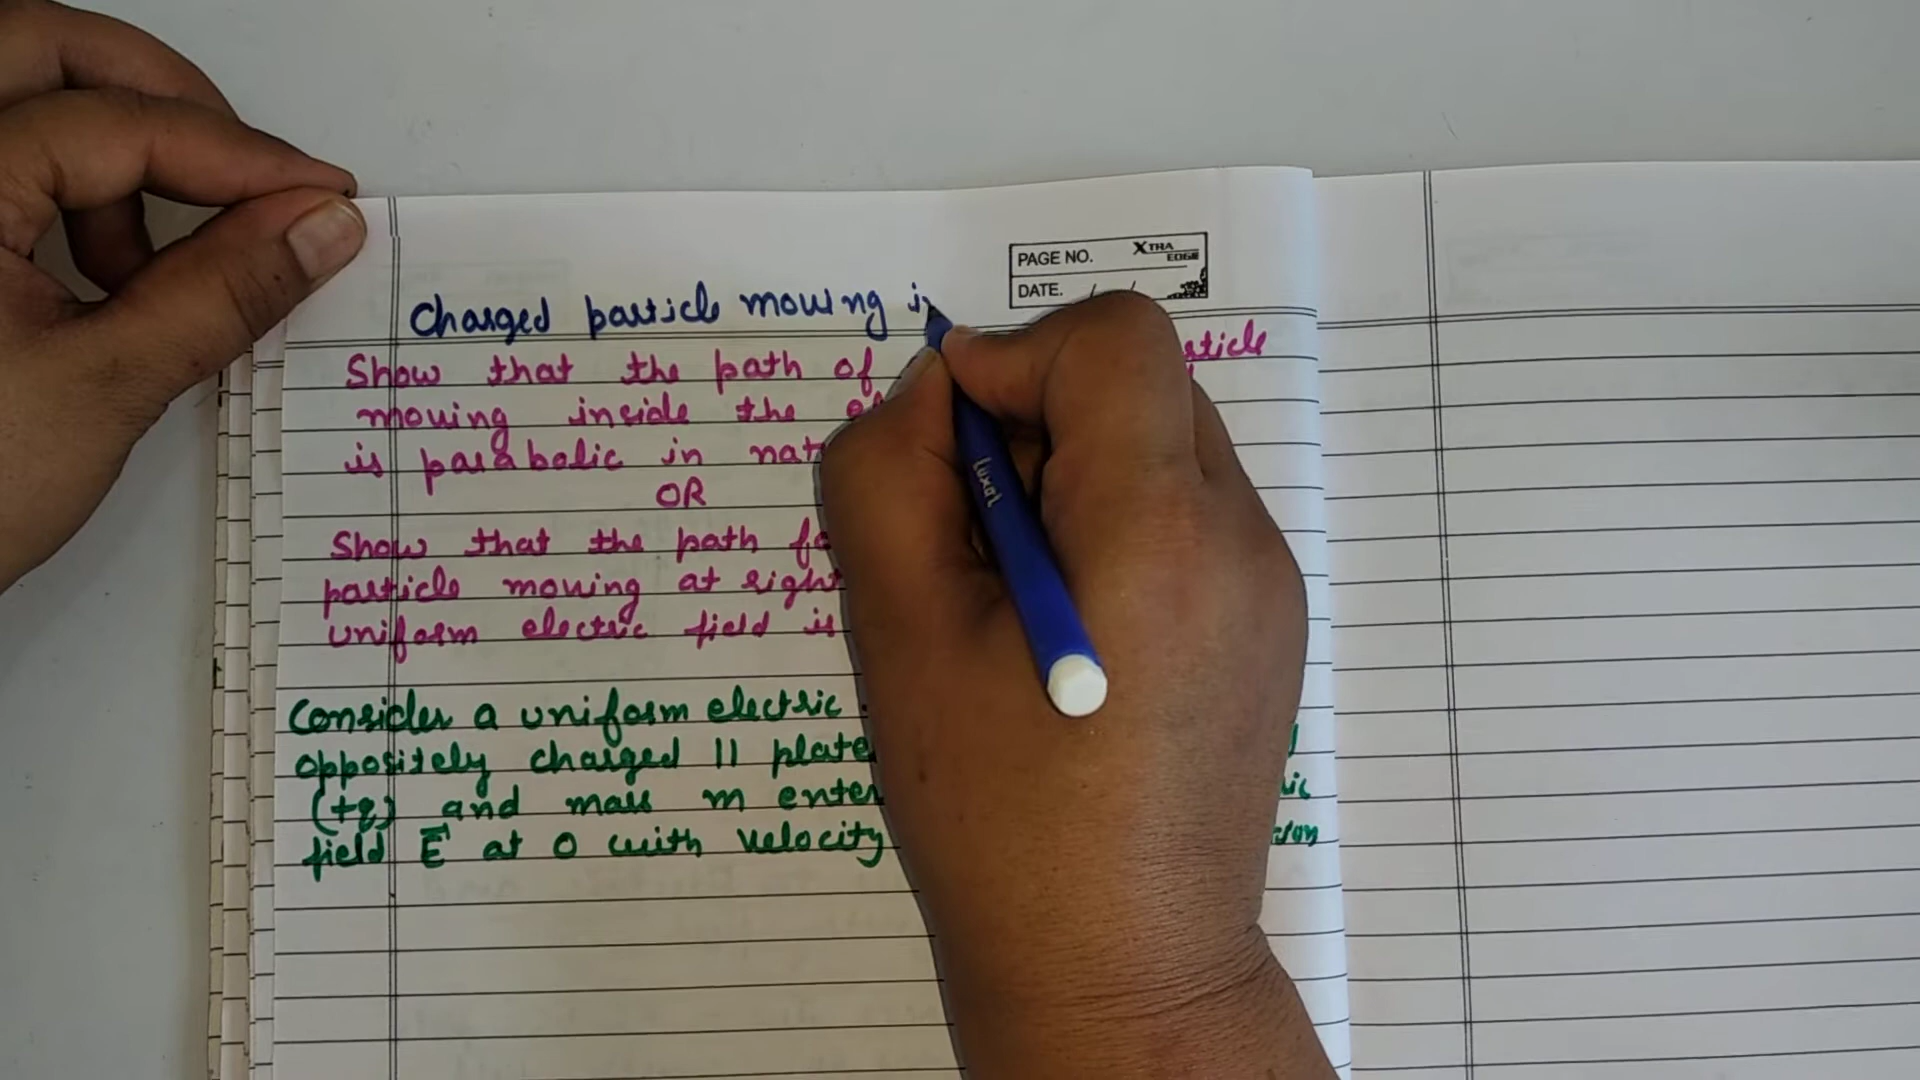 PAGE NO. XTRA EDGE
DATE. / /
Charged particle moving in
Show that the path of
moving inside the
is parabolic in
OR
Show that the path
particle moving at right
uniform electric field is
Consider a uniform electric
oppositely charged || plate
(+q) and mass m enter
field E⃗ at O with velocity
Luxor